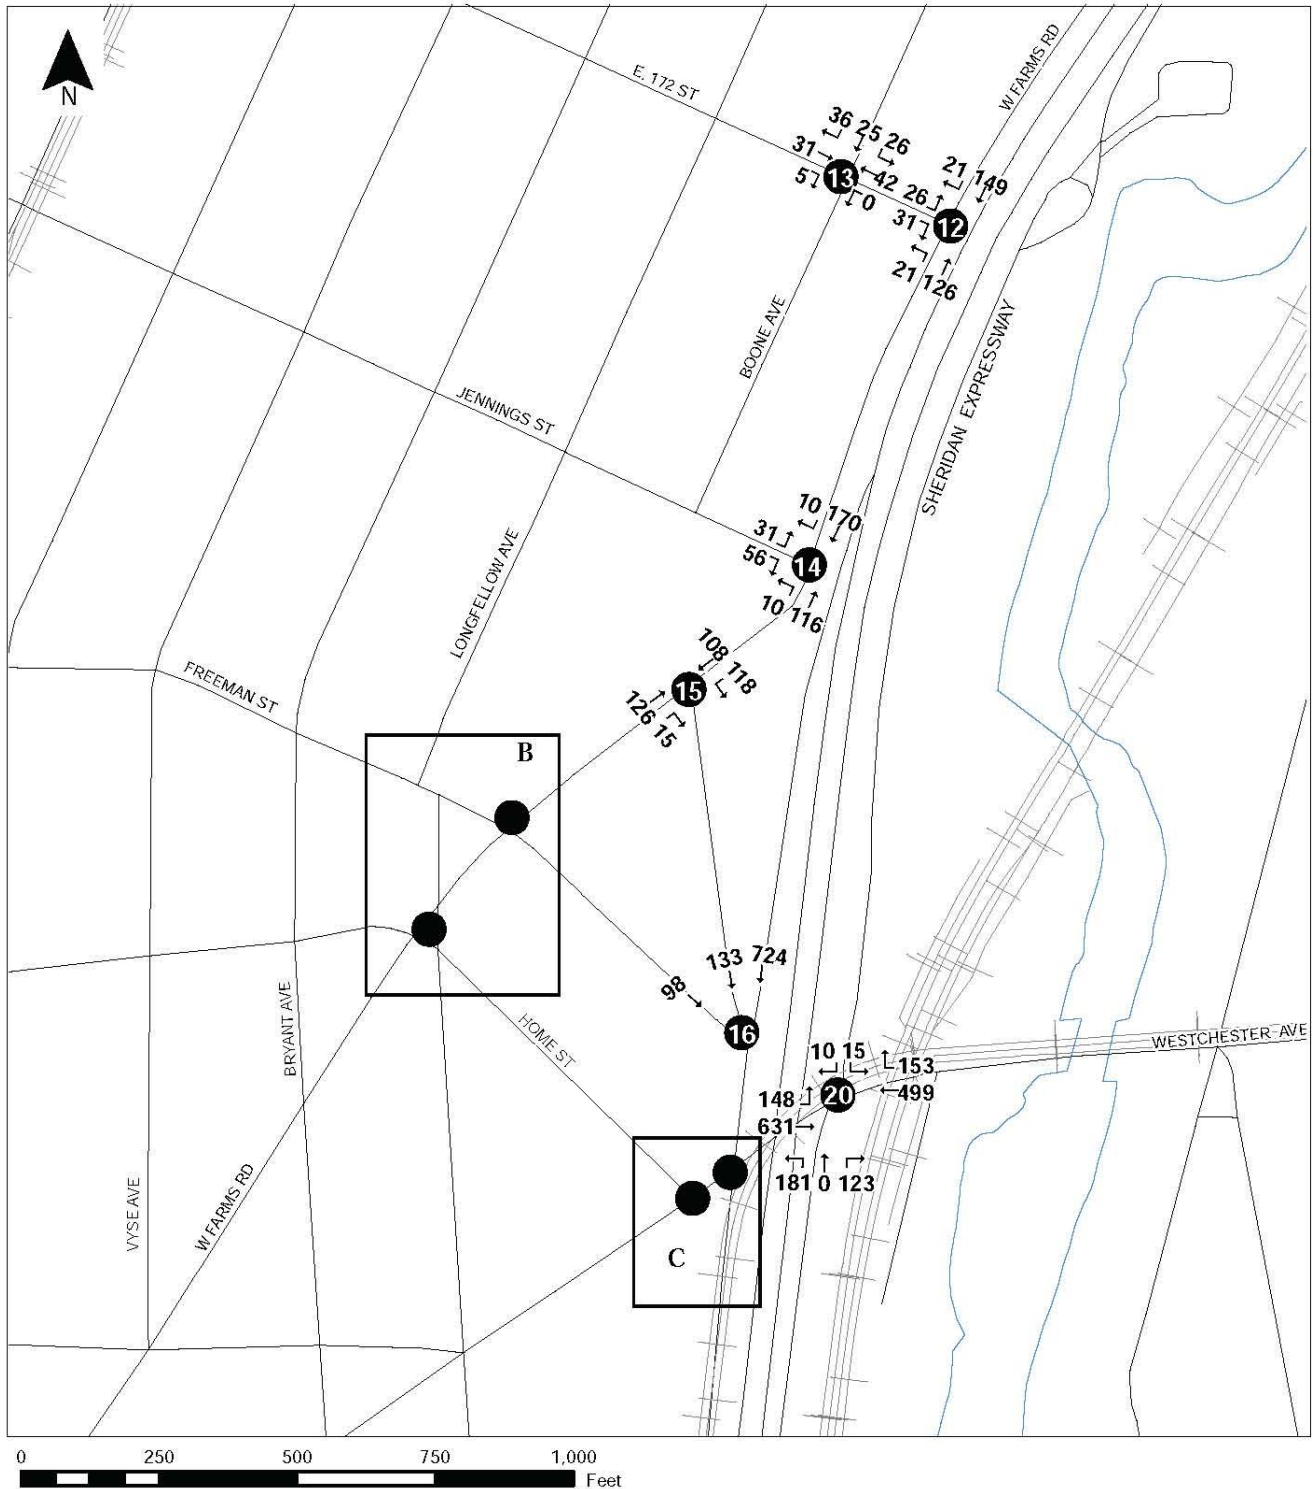 N
E. 172 ST
W FARMS RD
36 25 26
31
5
13
42
0
26
31
21 149
12
21 126
BOONE AVE
SHERIDAN EXPRESSWAY
JENNINGS ST
10 170
31
56
14
10 116
LONGFELLOW AVE
108 118
15
126 15
FREEMAN ST
B
133 724
98
16
HOME ST
BRYANT AVE
WESTCHESTER AVE
10 15
153
148
20
499
631
181 0 123
VYSE AVE
W FARMS RD
C
0 250 500 750 1,000
Feet